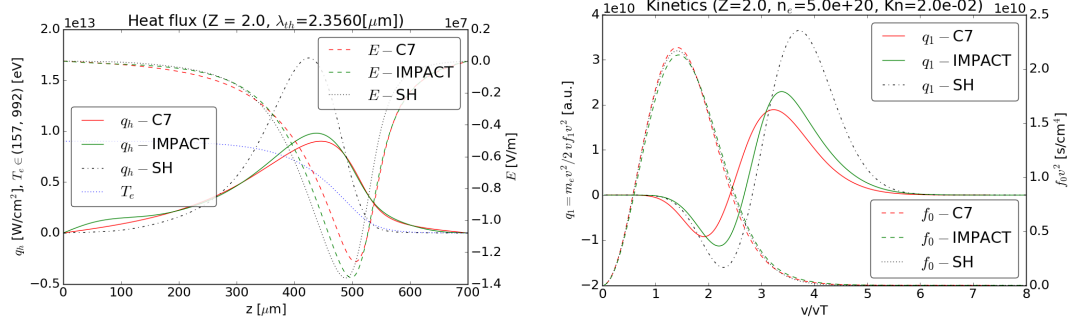 Heat flux (Z = 2.0, λth=2.3560[μm])
1e13
1e7
2.0
1.5
1.0
0.5
0.0
−0.5
qh [W/cm²], Te ∈ (157, 992) [eV]
E − C7
E − IMPACT
E − SH
qh − C7
qh − IMPACT
qh − SH
Te
0.2
0.0
−0.2
−0.4
−0.6
−0.8
−1.0
−1.2
−1.4
E [V/m]
0 100 200 300 400 500 600 700
z [μm]
Kinetics (Z=2.0, ne=5.0e+20, Kn=2.0e-02)
1e10
1e10
4
3
2
1
0
−1
−2
q1 = mev²/2 vf1v² [a.u.]
q1 − C7
q1 − IMPACT
q1 − SH
f0 − C7
f0 − IMPACT
f0 − SH
2.5
2.0
1.5
1.0
0.5
0.0
f0v² [s/cm⁴]
0 1 2 3 4 5 6 7 8
v/vT